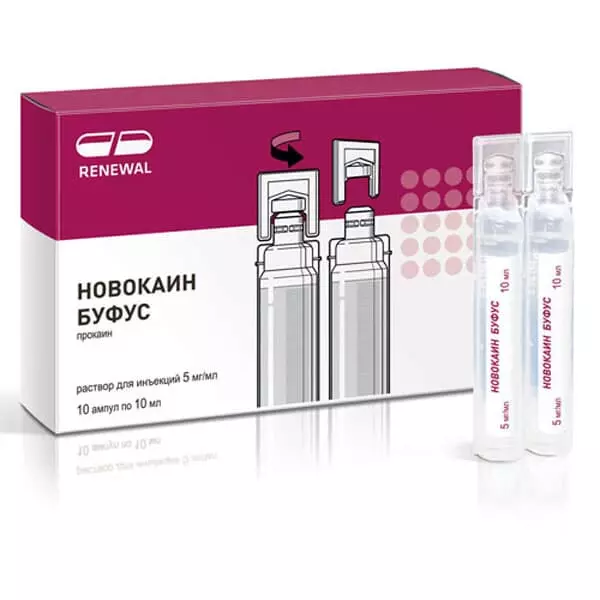 RENEWAL
НОВОКАИН
БУФУС
прокаин
раствор для инъекций 5 мг/мл
10 ампул по 10 мл
НОВОКАИН БУФУС
5 мг/мл
10 мл
НОВОКАИН БУФУС
5 мг/мл
10 мл